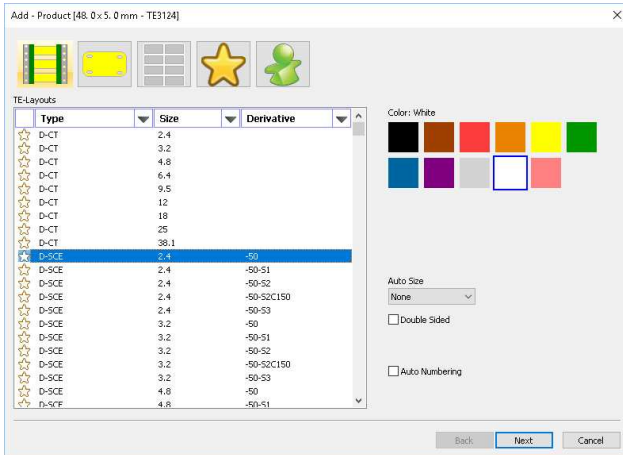 Add - Product [48. 0 x 5. 0 mm - TE3124]
TE-Layouts
Type Size Derivative
D-CT 2.4
D-CT 3.2
D-CT 4.8
D-CT 6.4
D-CT 9.5
D-CT 12
D-CT 18
D-CT 25
D-CT 38.1
D-SCE 2.4 -50
D-SCE 2.4 -50-S1
D-SCE 2.4 -50-S2
D-SCE 2.4 -50-S2C150
D-SCE 2.4 -50-S3
D-SCE 3.2 -50
D-SCE 3.2 -50-S1
D-SCE 3.2 -50-S2
D-SCE 3.2 -50-S2C150
D-SCE 3.2 -50-S3
D-SCE 4.8 -50
D-SCE 4.8 -50-S1
Color: White
Auto Size
None
Double Sided
Auto Numbering
Back Next Cancel